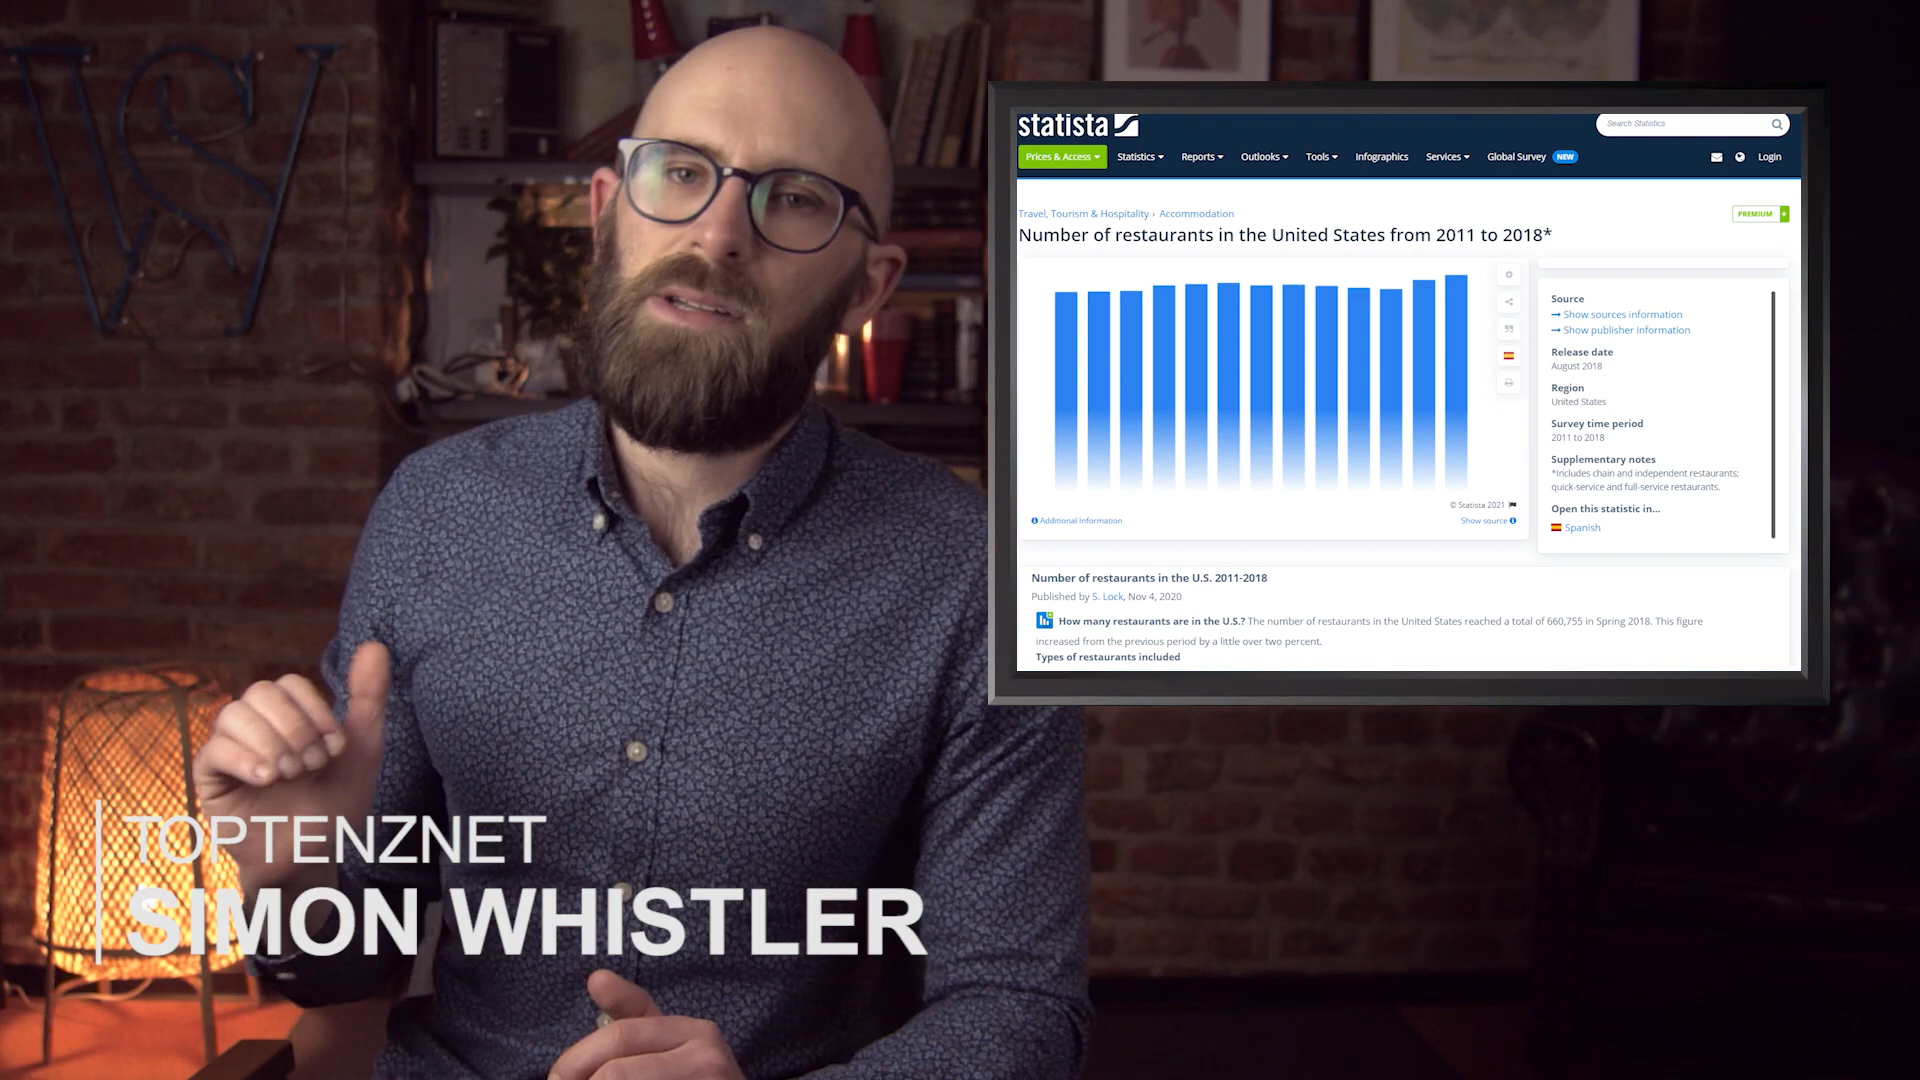 statista
Search Statistics
Prices & Access Statistics Reports Outlooks Tools Infographics Services Global Survey NEW Login
Travel, Tourism & Hospitality › Accommodation
PREMIUM +
Number of restaurants in the United States from 2011 to 2018*
Source
Show sources information
Show publisher information
Release date
August 2018
Region
United States
Survey time period
2011 to 2018
Supplementary notes
*Includes chain and independent restaurants;
quick-service and full-service restaurants.
Open this statistic in...
Spanish
© Statista 2021
Additional Information
Show source
Number of restaurants in the U.S. 2011-2018
Published by S. Lock, Nov 4, 2020
How many restaurants are in the U.S.? The number of restaurants in the United States reached a total of 660,755 in Spring 2018. This figure
increased from the previous period by a little over two percent.
Types of restaurants included
TOPTENZNET
SIMON WHISTLER